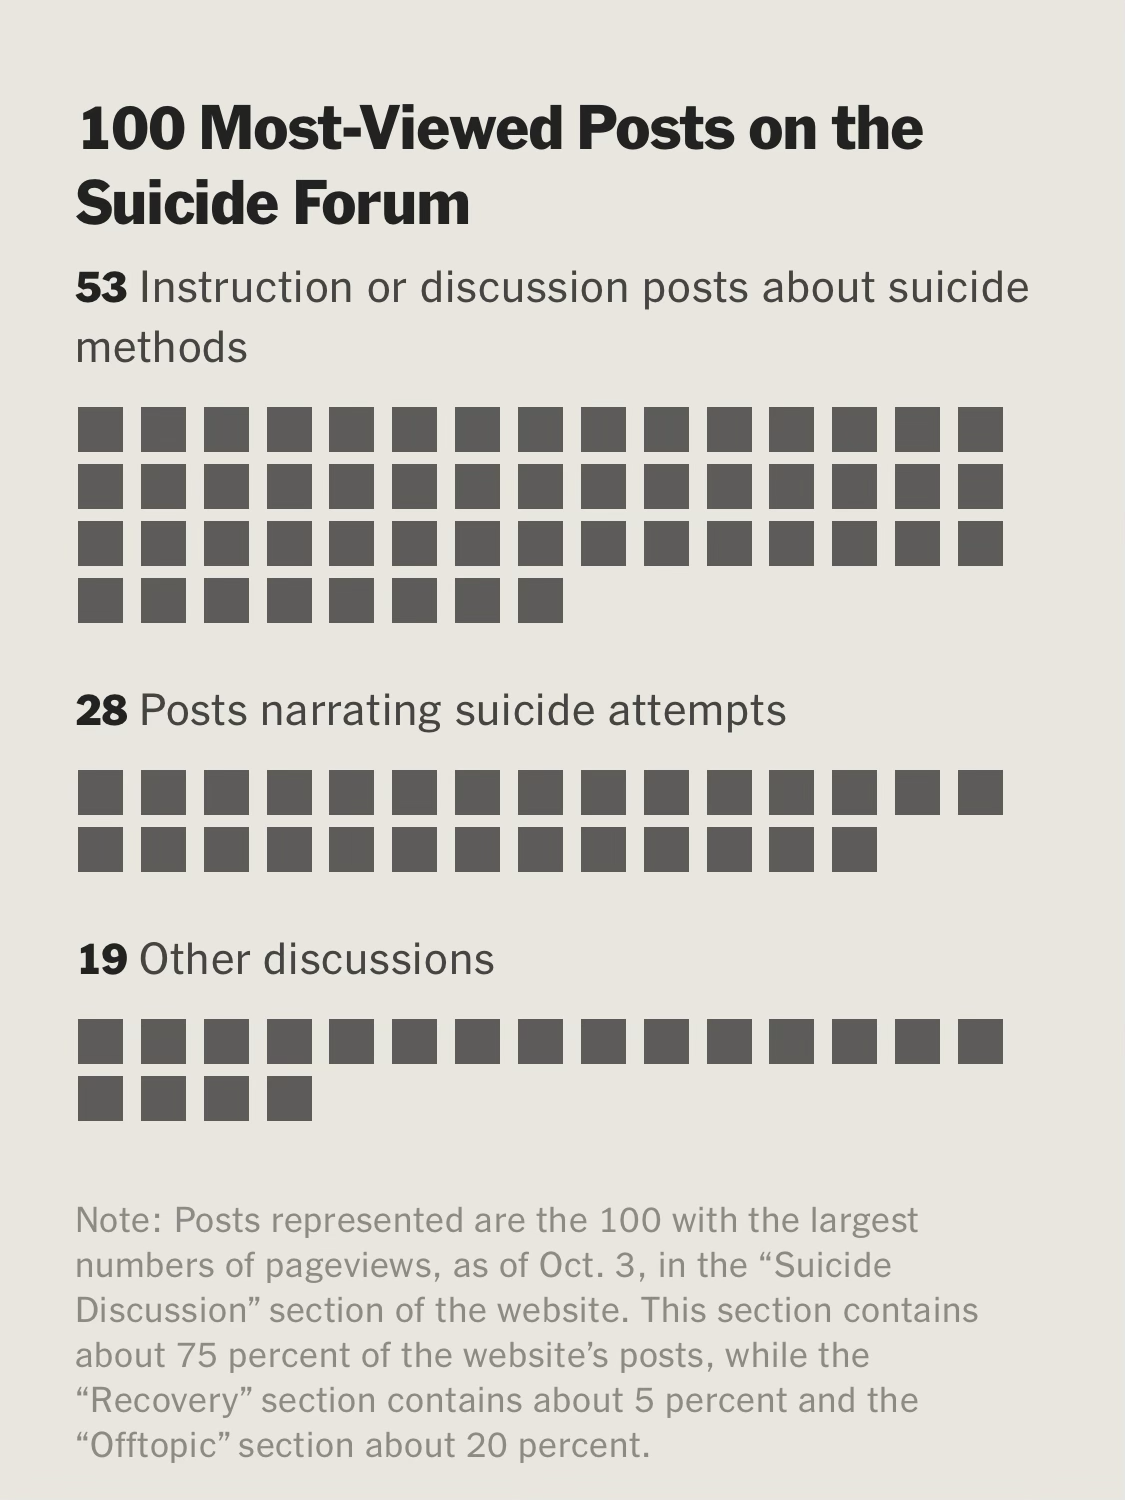 100 Most-Viewed Posts on the
Suicide Forum
53 Instruction or discussion posts about suicide
methods
28 Posts narrating suicide attempts
19 Other discussions
Note: Posts represented are the 100 with the largest
numbers of pageviews, as of Oct. 3, in the “Suicide
Discussion” section of the website. This section contains
about 75 percent of the website’s posts, while the
“Recovery” section contains about 5 percent and the
“Offtopic” section about 20 percent.